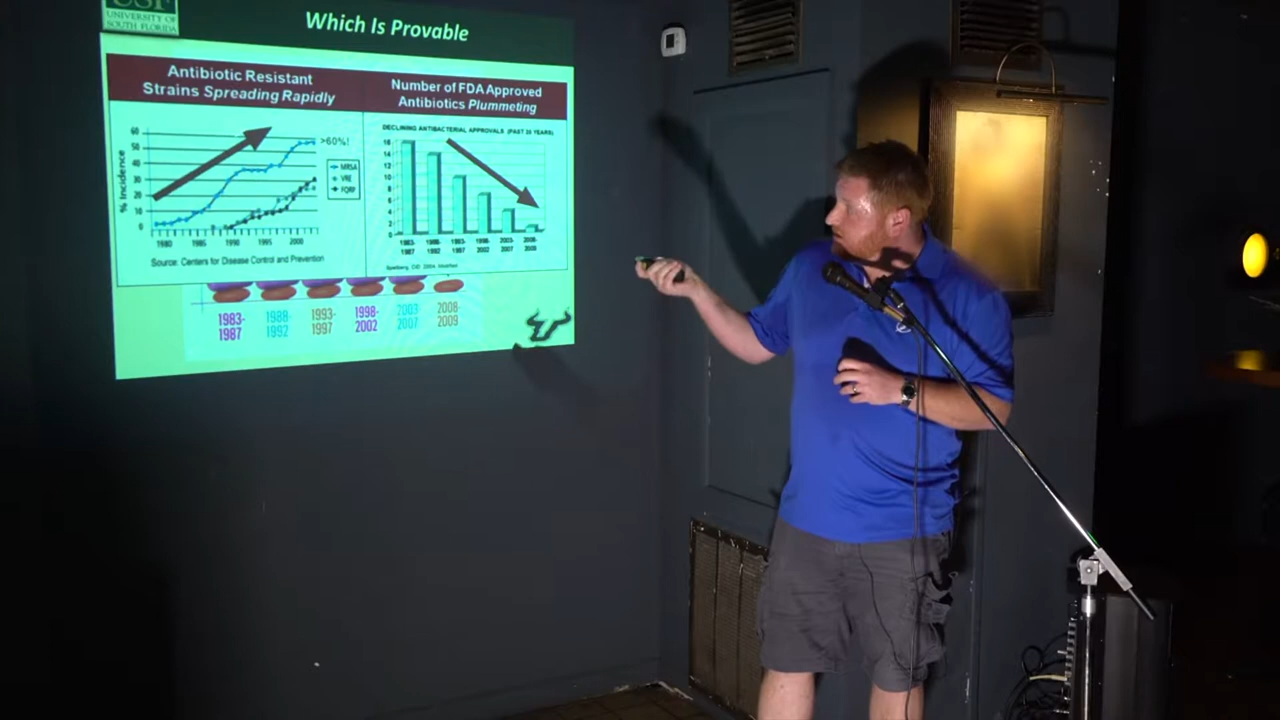 USF
UNIVERSITY OF
SOUTH FLORIDA
Which Is Provable
Antibiotic Resistant
Strains Spreading Rapidly
% Incidence
60
50
40
30
20
10
0
>60%!
MRSA
VRE
FQRP
1980 1985 1990 1995 2000
Source: Centers for Disease Control and Prevention
Number of FDA Approved
Antibiotics Plummeting
DECLINING ANTIBACTERIAL APPROVALS (PAST 25 YEARS)
16
14
12
10
8
6
4
2
0
1983- 1988- 1993- 1998- 2003- 2008-
1987 1992 1997 2002 2007 2009
Spelberg, CID 2004, Modified
1983- 1988- 1993- 1998- 2003- 2008-
1987 1992 1997 2002 2007 2009